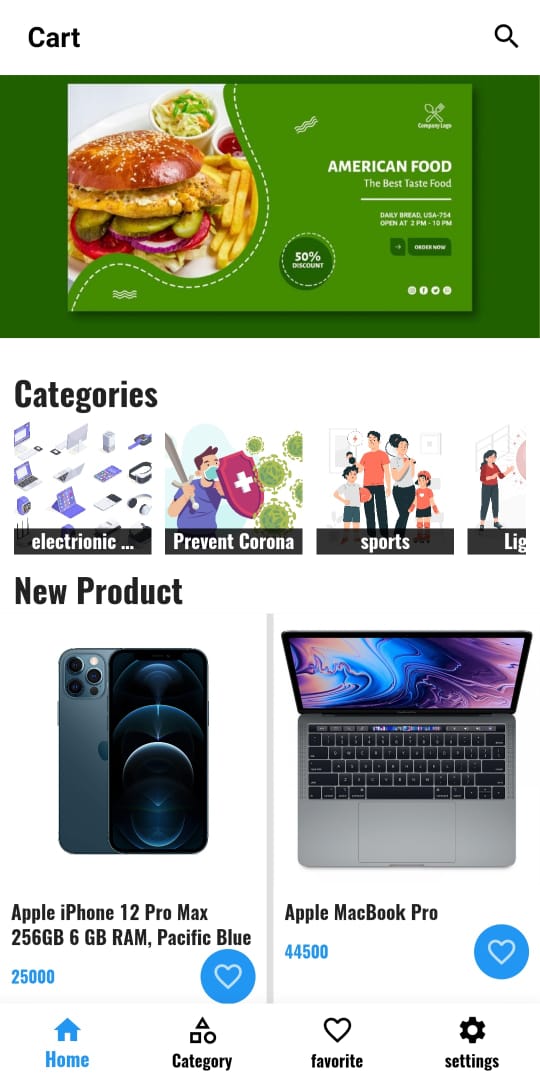 Cart
Company Logo
AMERICAN FOOD
The Best Taste Food
DAILY BREAD, USA-754
OPEN AT 2 PM - 10 PM
ORDER NOW
50%
DISCOUNT
Categories
electrionic ...
Prevent Corona
sports
Lig
New Product
Apple iPhone 12 Pro Max
256GB 6 GB RAM, Pacific Blue
25000
Apple MacBook Pro
44500
Home
Category
favorite
settings